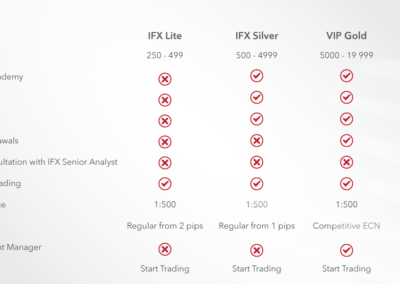 IFX Lite IFX Silver VIP Gold
250 - 499 500 - 4999 5000 - 19 999
ademy
awals
ultation with IFX Senior Analyst
ading
ge 1:500 1:500 1:500
Regular from 2 pips Regular from 1 pips Competitive ECN
nt Manager
Start Trading Start Trading Start Trading